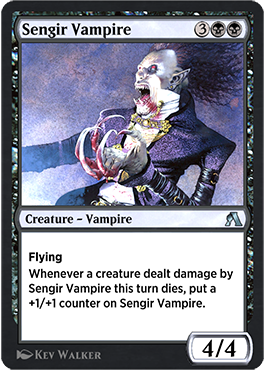 Sengir Vampire 3
Creature – Vampire
Flying
Whenever a creature dealt damage by
Sengir Vampire this turn dies, put a
+1/+1 counter on Sengir Vampire.
Kev Walker
4/4